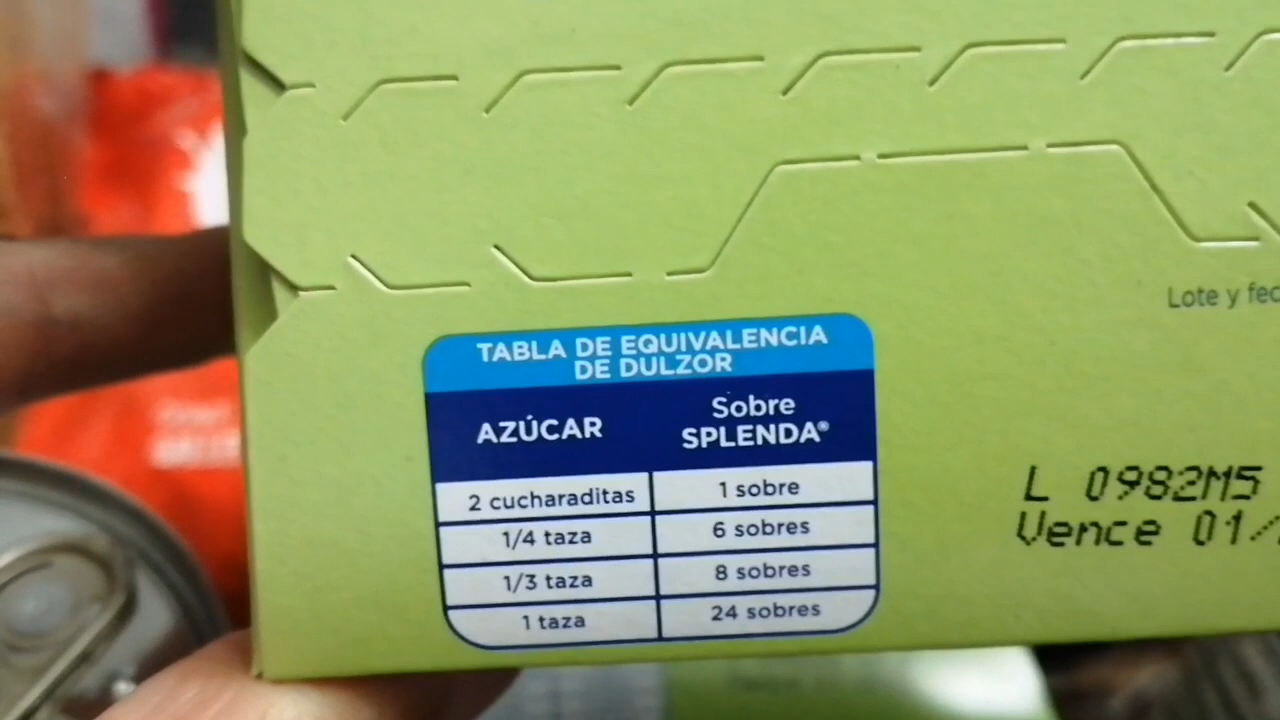 Lote y fec
TABLA DE EQUIVALENCIA
DE DULZOR
AZÚCAR
Sobre
SPLENDA®
2 cucharaditas
1 sobre
1/4 taza
6 sobres
1/3 taza
8 sobres
1 taza
24 sobres
L 0982M5
Vence 01/